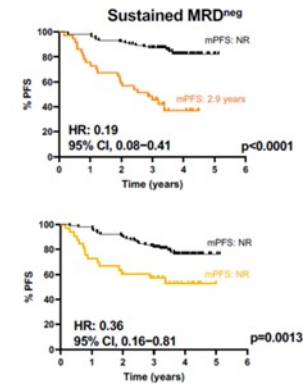 Sustained MRDneg
100
80
60
40
20
0
% PFS
mPFS: NR
mPFS: 2.9 years
HR: 0.19
95% CI, 0.08–0.41
p<0.0001
0 1 2 3 4 5 6
Time (years)
100
80
60
40
20
0
% PFS
mPFS: NR
mPFS: NR
HR: 0.36
95% CI, 0.16–0.81
p=0.0013
0 1 2 3 4 5 6
Time (years)